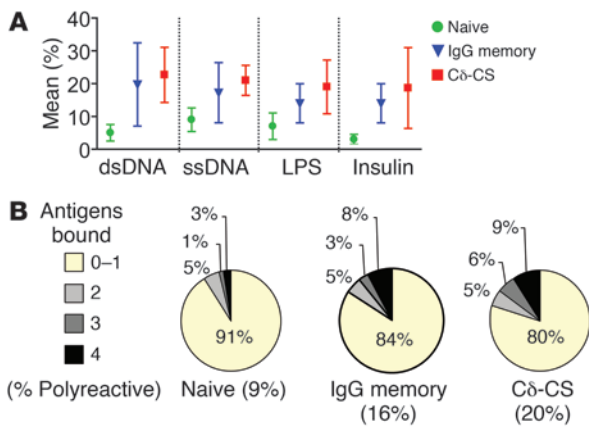 A
Mean (%)
40
30
20
10
0
dsDNA ssDNA LPS Insulin
Naive
IgG memory
Cδ-CS
B
Antigens
bound
0–1
2
3
4
(% Polyreactive)
3%
1%
5%
91%
Naive (9%)
8%
3%
5%
84%
IgG memory
(16%)
9%
6%
5%
80%
Cδ-CS
(20%)